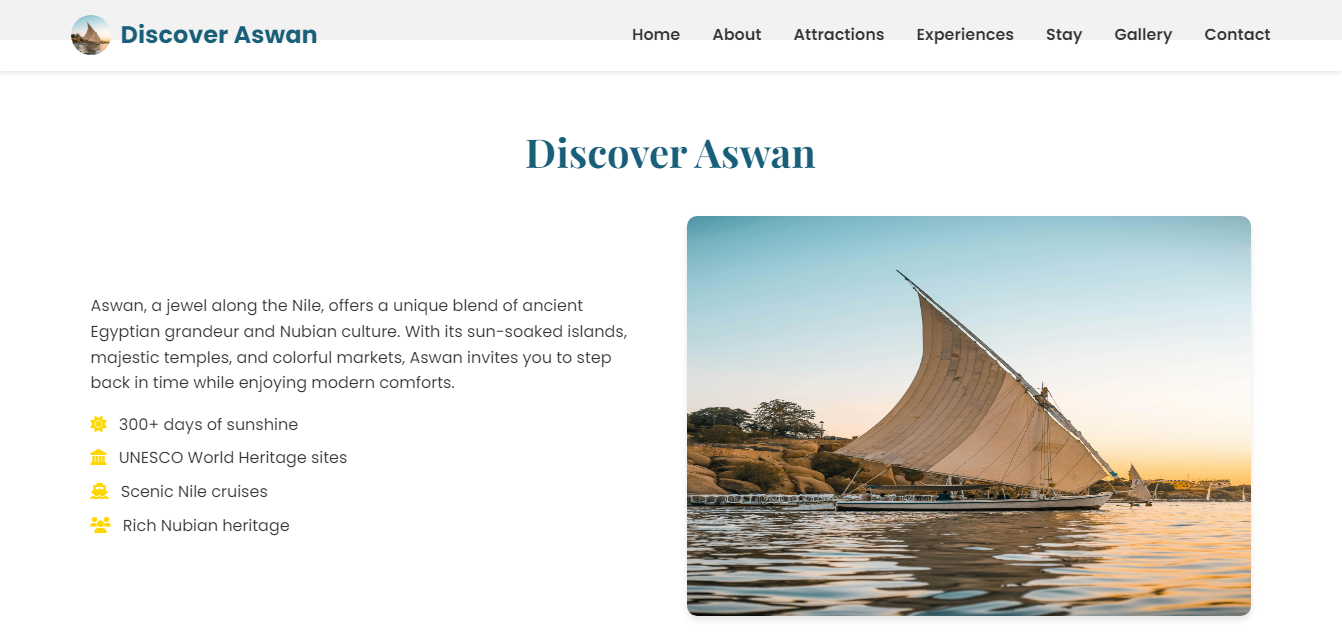 Discover Aswan
Home About Attractions Experiences Stay Gallery Contact
Discover Aswan
Aswan, a jewel along the Nile, offers a unique blend of ancient
Egyptian grandeur and Nubian culture. With its sun-soaked islands,
majestic temples, and colorful markets, Aswan invites you to step
back in time while enjoying modern comforts.
300+ days of sunshine
UNESCO World Heritage sites
Scenic Nile cruises
Rich Nubian heritage